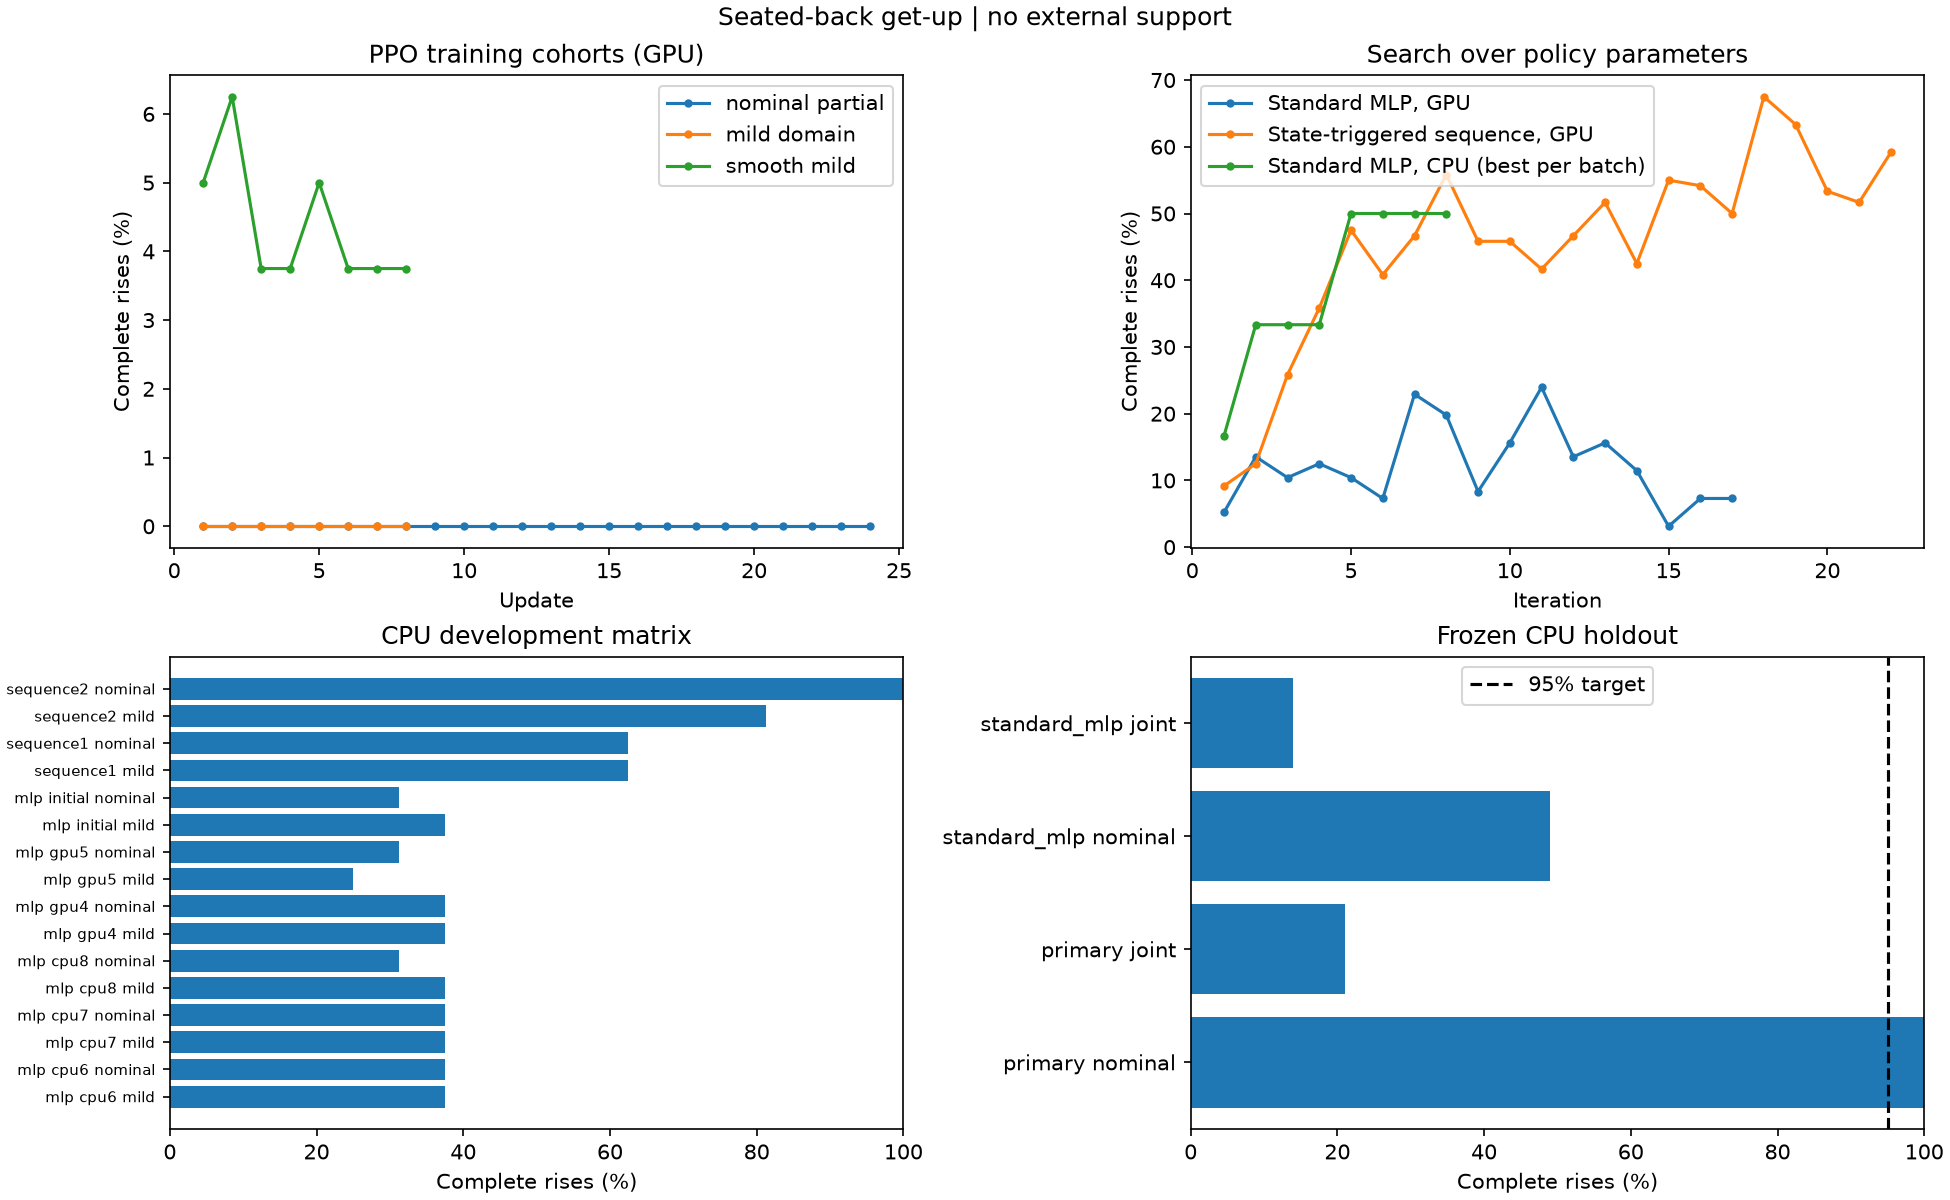 Seated-back get-up | no external support
PPO training cohorts (GPU)
Complete rises (%)
6
5
4
3
2
1
0
nominal partial
mild domain
smooth mild
0
5
10
15
20
25
Update
Search over policy parameters
Complete rises (%)
70
60
50
40
30
20
10
0
Standard MLP, GPU
State-triggered sequence, GPU
Standard MLP, CPU (best per batch)
0
5
10
15
20
Iteration
CPU development matrix
sequence2 nominal
sequence2 mild
sequence1 nominal
sequence1 mild
mlp initial nominal
mlp initial mild
mlp gpu5 nominal
mlp gpu5 mild
mlp gpu4 nominal
mlp gpu4 mild
mlp cpu8 nominal
mlp cpu8 mild
mlp cpu7 nominal
mlp cpu7 mild
mlp cpu6 nominal
mlp cpu6 mild
0
20
40
60
80
100
Complete rises (%)
Frozen CPU holdout
95% target
standard_mlp joint
standard_mlp nominal
primary joint
primary nominal
0
20
40
60
80
100
Complete rises (%)